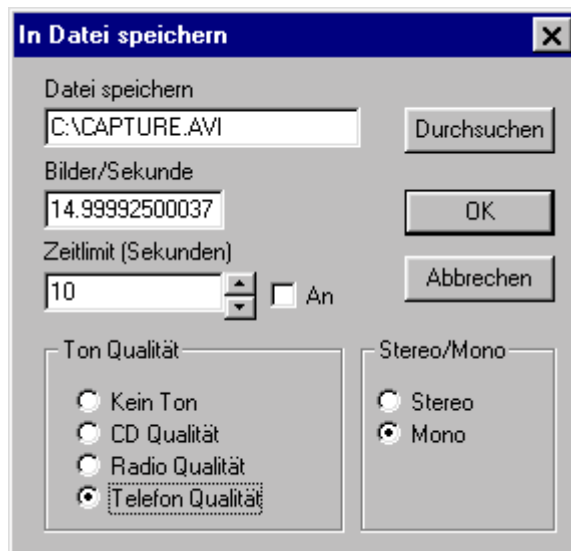 In Datei speichern
Datei speichern
C:\CAPTURE.AVI
Durchsuchen
Bilder/Sekunde
14.99992500037
OK
Zeitlimit (Sekunden)
10
An
Abbrechen
Ton Qualität
Kein Ton
CD Qualität
Radio Qualität
Telefon Qualität
Stereo/Mono
Stereo
Mono